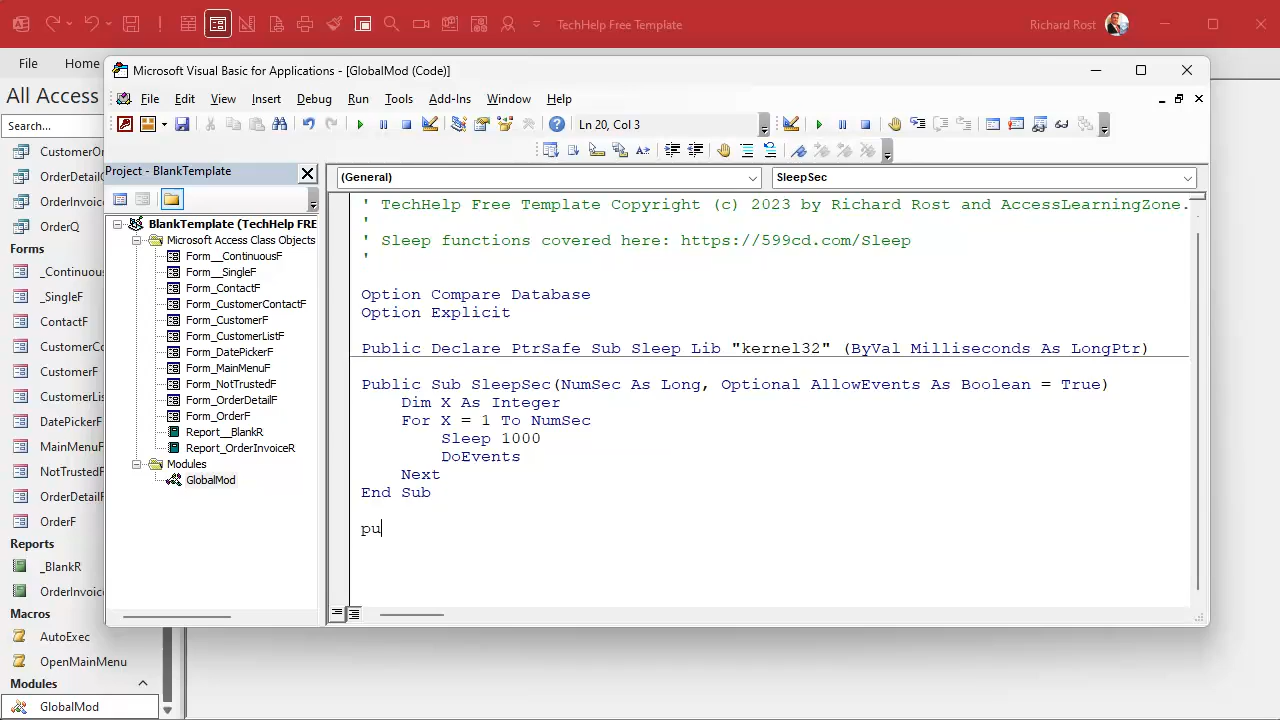 TechHelp Free Template
Richard Rost
File
Home
Microsoft Visual Basic for Applications - [GlobalMod (Code)]
All Access
File Edit View Insert Debug Run Tools Add-Ins Window Help
Search...
Ln 20, Col 3
Project - BlankTemplate
(General)
SleepSec
CustomerOr
OrderDetailC
OrderInvoice
OrderQ
Forms
_Continuous
_SingleF
ContactF
CustomerCo
CustomerF
CustomerList
DatePickerF
MainMenuF
NotTrustedF
OrderDetailF
OrderF
Reports
_BlankR
OrderInvoice
Macros
AutoExec
OpenMainMenu
Modules
GlobalMod
BlankTemplate (TechHelp FRE
Microsoft Access Class Objects
Form__ContinuousF
Form__SingleF
Form_ContactF
Form_CustomerContactF
Form_CustomerF
Form_CustomerListF
Form_DatePickerF
Form_MainMenuF
Form_NotTrustedF
Form_OrderDetailF
Form_OrderF
Report__BlankR
Report_OrderInvoiceR
Modules
GlobalMod
' TechHelp Free Template Copyright (c) 2023 by Richard Rost and AccessLearningZone.
'
' Sleep functions covered here: https://599cd.com/Sleep
'
Option Compare Database
Option Explicit
Public Declare PtrSafe Sub Sleep Lib "kernel32" (ByVal Milliseconds As LongPtr)
Public Sub SleepSec(NumSec As Long, Optional AllowEvents As Boolean = True)
Dim X As Integer
For X = 1 To NumSec
Sleep 1000
DoEvents
Next
End Sub
pu